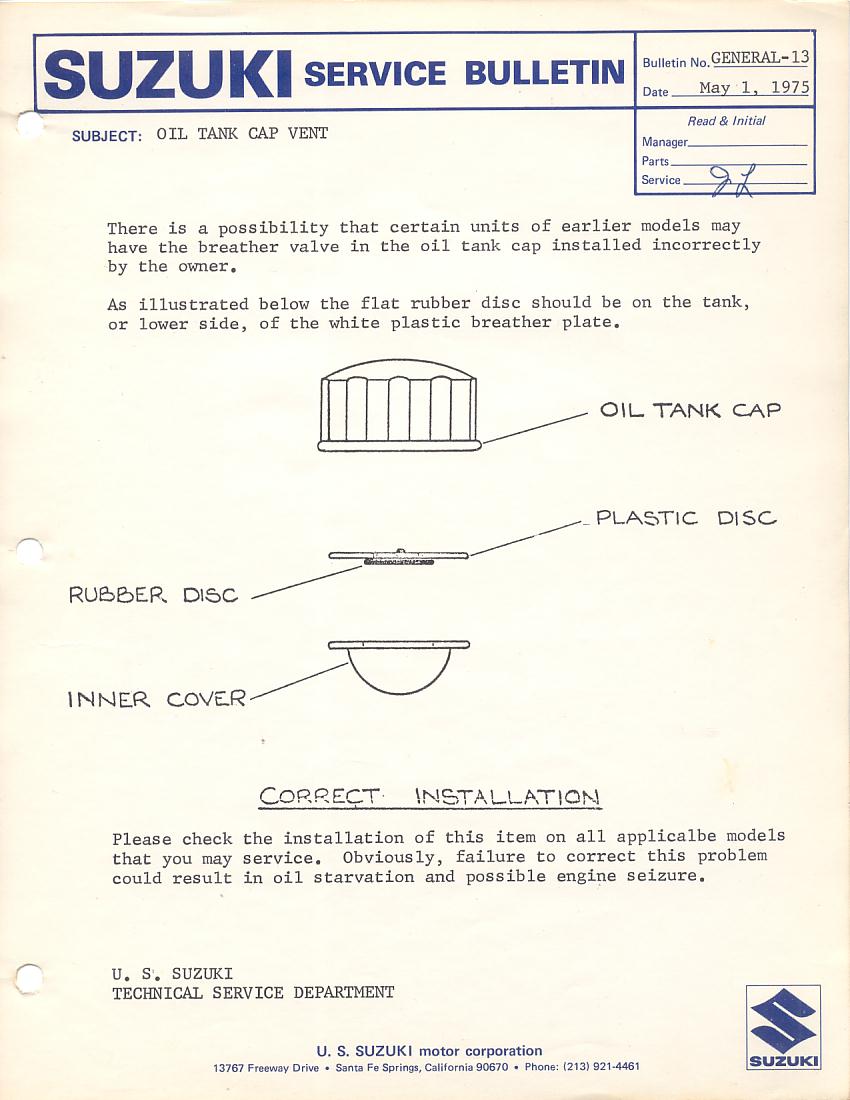 SUZUKI SERVICE BULLETIN
Bulletin No. GENERAL-13
Date May 1, 1975
SUBJECT: OIL TANK CAP VENT
Read & Initial
Manager
Parts
Service
There is a possibility that certain units of earlier models may
have the breather valve in the oil tank cap installed incorrectly
by the owner.
As illustrated below the flat rubber disc should be on the tank,
or lower side, of the white plastic breather plate.
OIL TANK CAP
PLASTIC DISC
RUBBER DISC
INNER COVER
CORRECT INSTALLATION
Please check the installation of this item on all applicalbe models
that you may service. Obviously, failure to correct this problem
could result in oil starvation and possible engine seizure.
U. S. SUZUKI
TECHNICAL SERVICE DEPARTMENT
U. S. SUZUKI motor corporation
13767 Freeway Drive • Santa Fe Springs, California 90670 • Phone: (213) 921-4461
SUZUKI